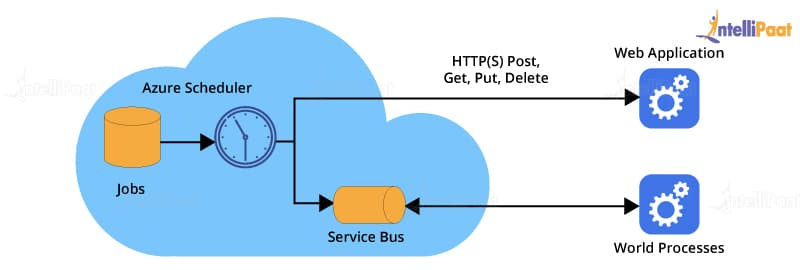 iNTELLIPAAT
Web Application
HTTP(S) Post,
Get, Put, Delete
Azure Scheduler
Jobs
Service Bus
World Processes